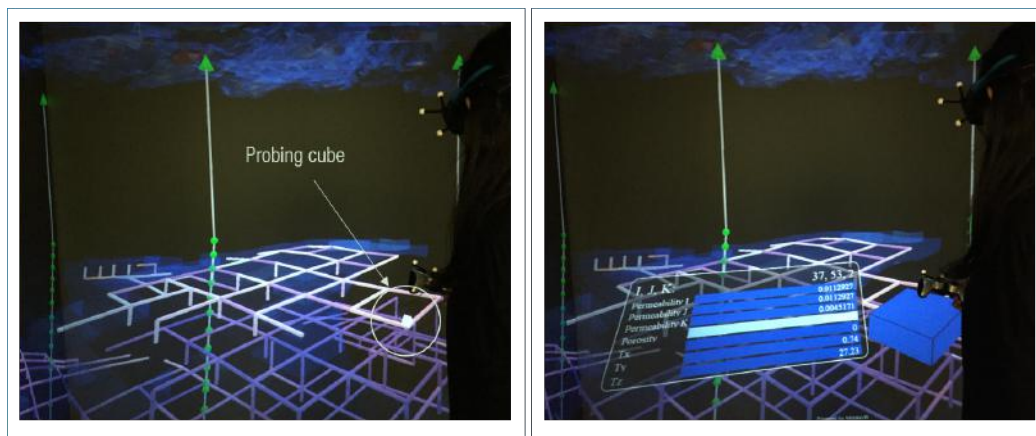 Probing cube
I, J, K: 37, 53, 2
Permeability I 0.0112927
Permeability J 0.0112927
Permeability K 0.0045171
Porosity
Tx 0
Ty 0.74
Tz 27.23